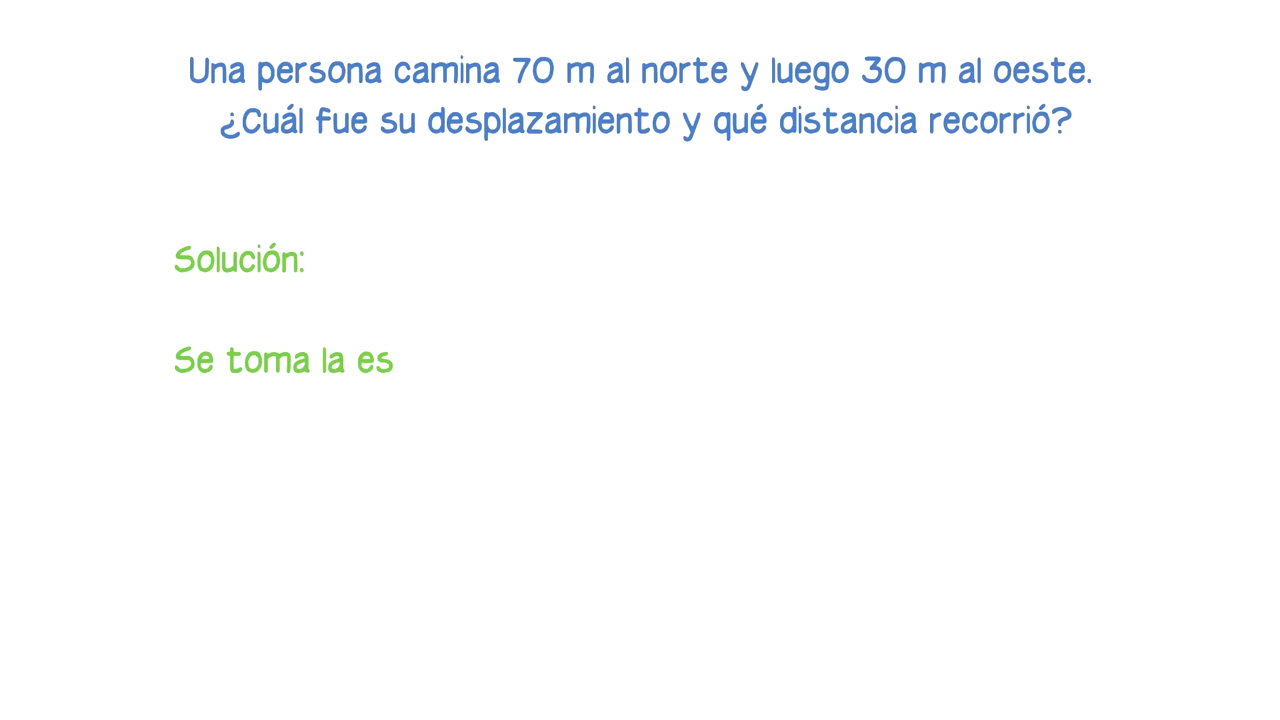 Una persona camina 70 m al norte y luego 30 m al oeste.
¿Cuál fue su desplazamiento y qué distancia recorrió?
Solución:
Se toma la es